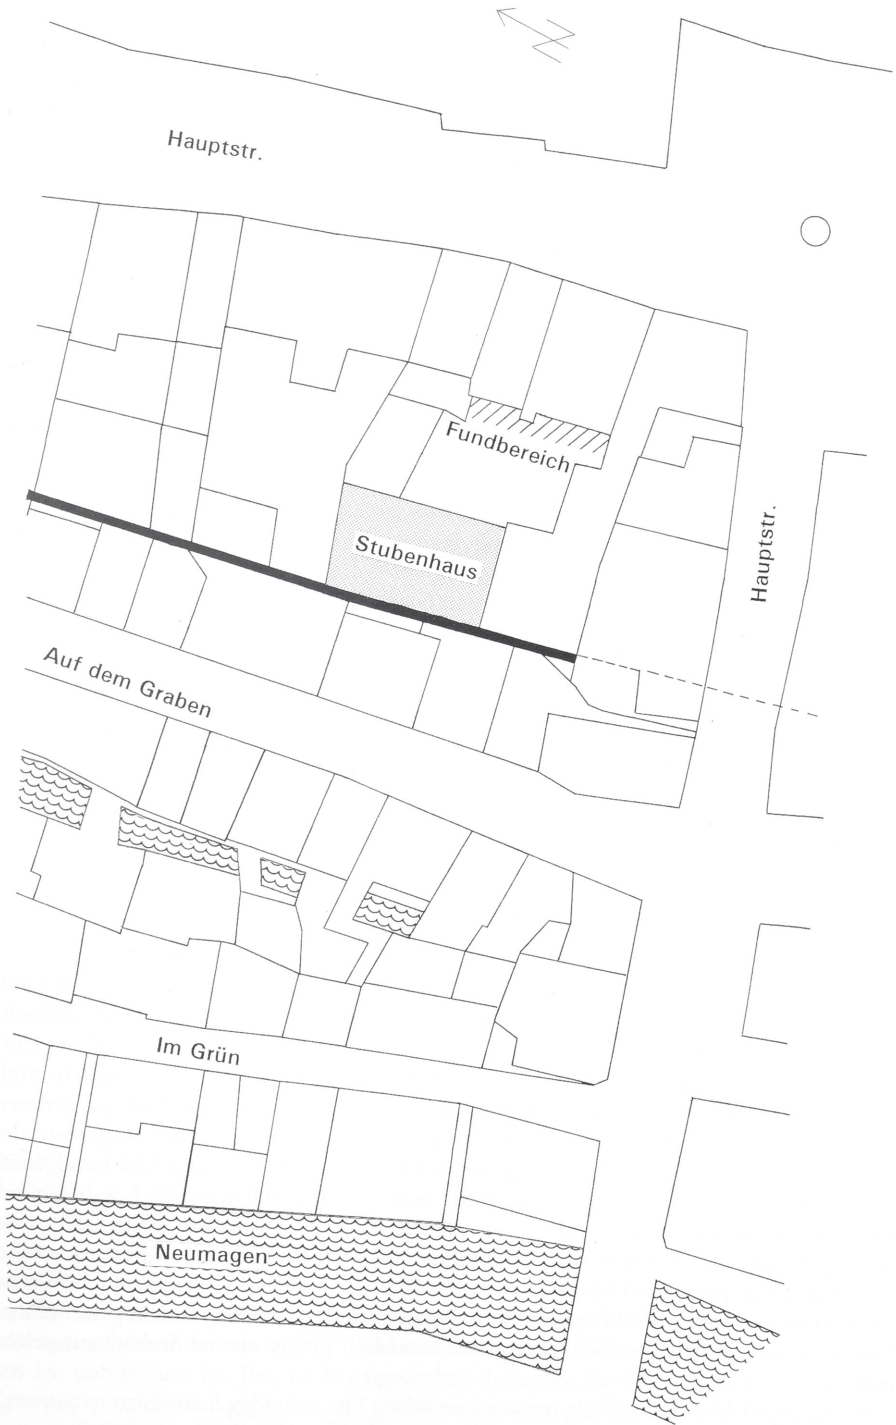 Hauptstr.
Fundbereich
Stubenhaus
Hauptstr.
Auf dem Graben
Im Grün
Neumagen